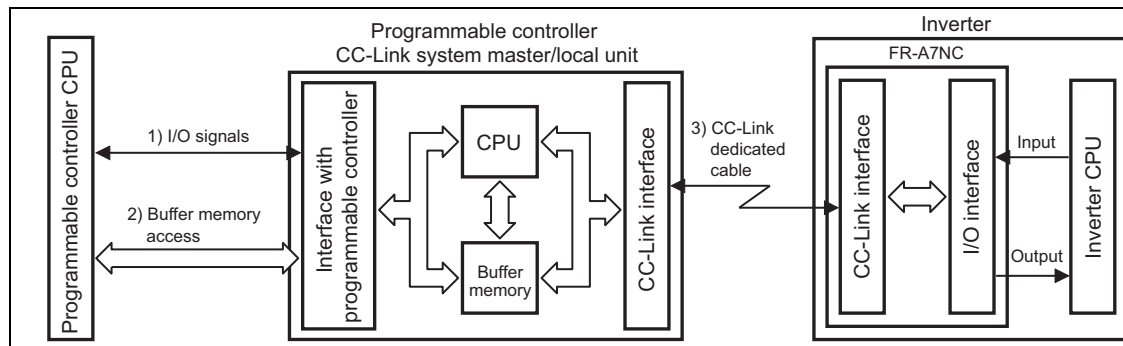 Programmable controller CPU
1) I/O signals
2) Buffer memory
access
Programmable controller
CC-Link system master/local unit
Interface with
programmable controller
CPU
Buffer
memory
CC-Link interface
3) CC-Link
dedicated
cable
Inverter
FR-A7NC
CC-Link interface
I/O interface
Input
Output
Inverter CPU